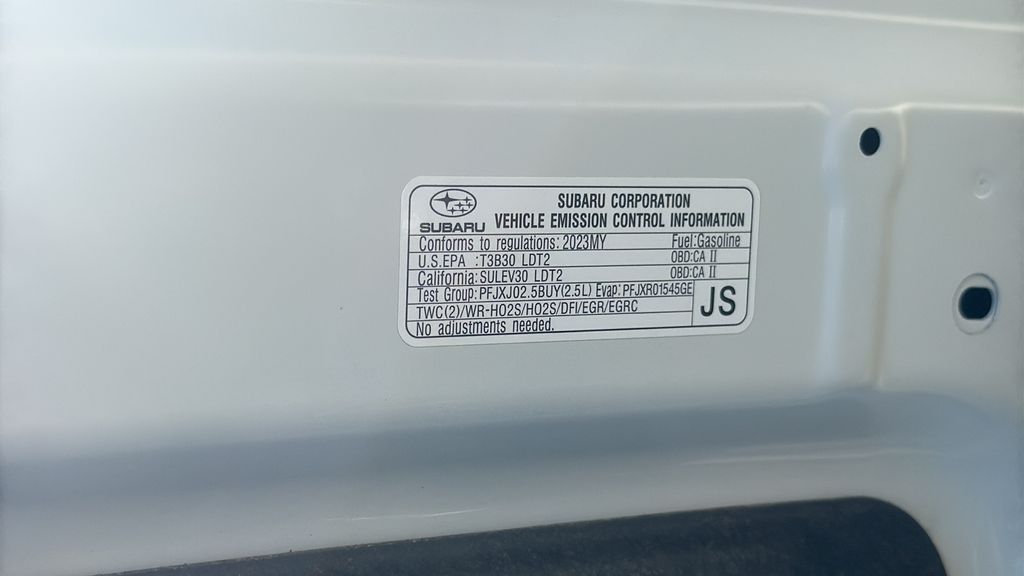 SUBARU
SUBARU CORPORATION
VEHICLE EMISSION CONTROL INFORMATION
Conforms to regulations: 2023MY Fuel:Gasoline
U.S.EPA :T3B30 LDT2 OBD:CA II
California:SULEV30 LDT2 OBD:CA II
Test Group:PFJXJ02.5BUY(2.5L) Evap:PFJXR01545GE
TWC(2)/WR-HO2S/HO2S/DFI/EGR/EGRC
JS
No adjustments needed.